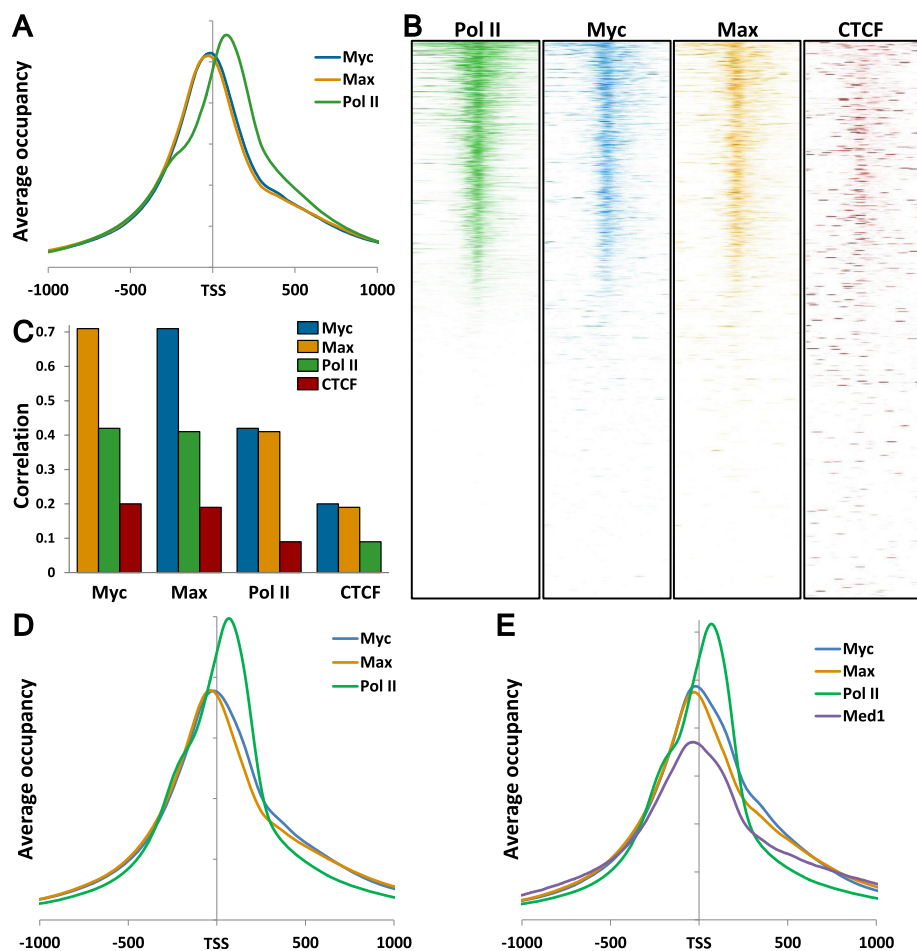 A
Average occupancy
Myc
Max
Pol II
-1000
-500
TSS
500
1000
B
Pol II
Myc
Max
CTCF
C
Correlation
0.7
0.6
0.5
0.4
0.3
0.2
0.1
0
Myc
Max
Pol II
CTCF
Myc
Max
Pol II
CTCF
D
Average occupancy
Myc
Max
Pol II
-1000
-500
TSS
500
1000
E
Average occupancy
Myc
Max
Pol II
Med1
-1000
-500
TSS
500
1000